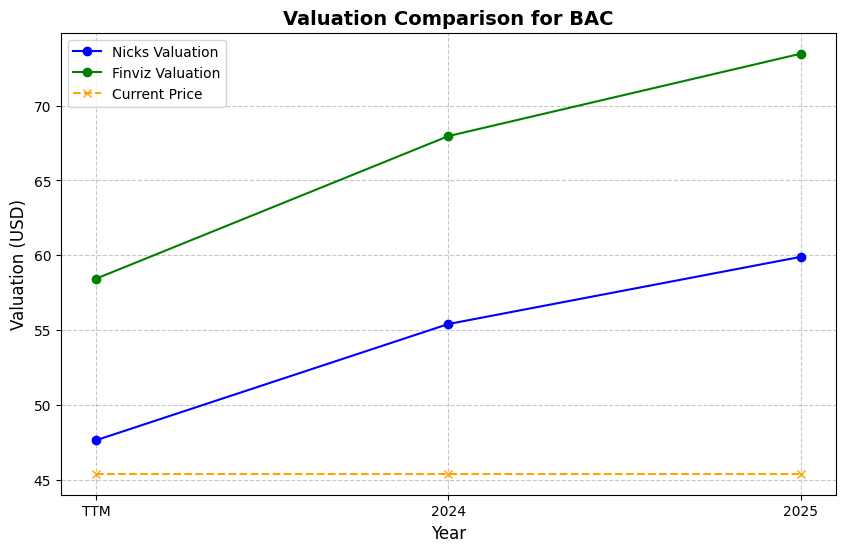 Valuation Comparison for BAC
Nicks Valuation
Finviz Valuation
Current Price
Valuation (USD)
70
65
60
55
50
45
TTM
2024
2025
Year